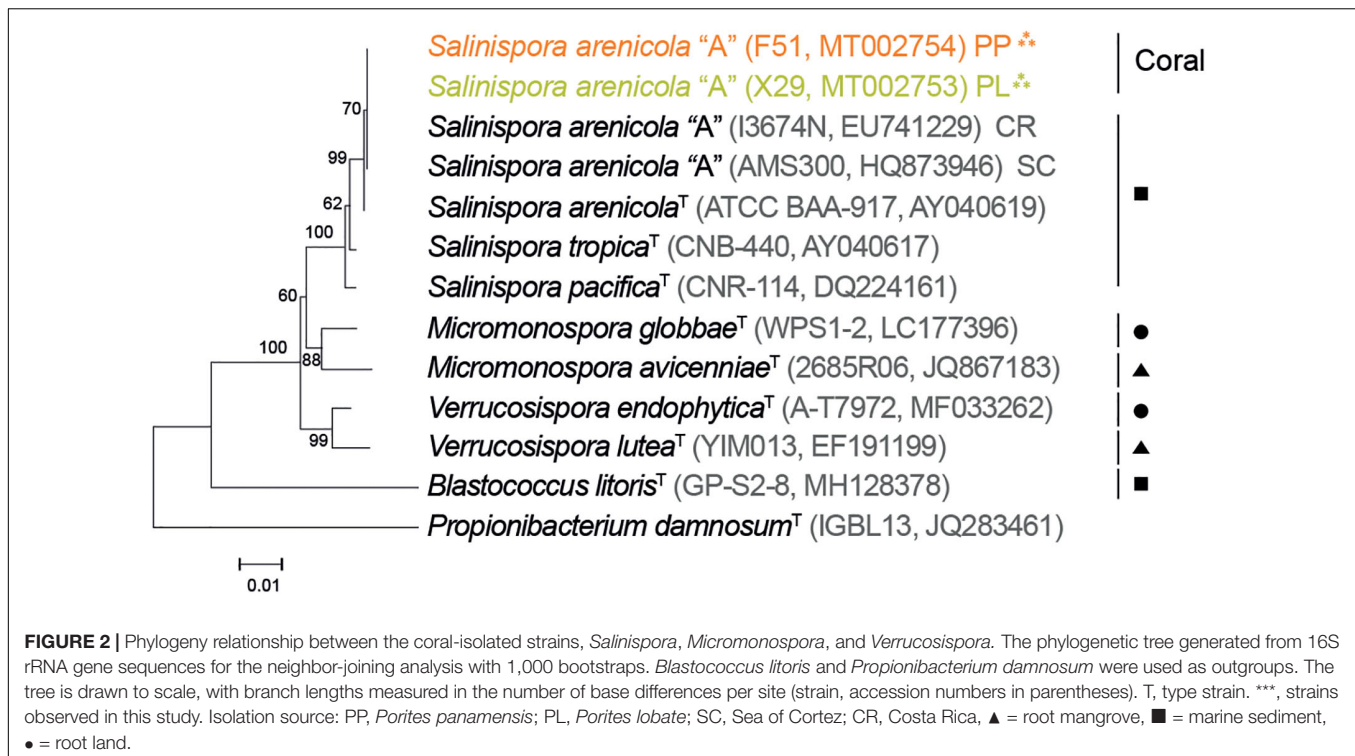 Salinispora arenicola “A” (F51, MT002754) PP ***
Coral
Salinispora arenicola “A” (X29, MT002753) PL***
70
Salinispora arenicola “A” (I3674N, EU741229) CR
99
Salinispora arenicola “A” (AMS300, HQ873946) SC
■
62
Salinispora arenicolaᵀ (ATCC BAA-917, AY040619)
100
Salinispora tropicaᵀ (CNB-440, AY040617)
Salinispora pacificaᵀ (CNR-114, DQ224161)
60
Micromonospora globbaeᵀ (WPS1-2, LC177396) ●
100
88
Micromonospora avicenniaeᵀ (2685R06, JQ867183) ▲
Verrucosispora endophyticaᵀ (A-T7972, MF033262) ●
99
Verrucosispora luteaᵀ (YIM013, EF191199) ▲
Blastococcus litorisᵀ (GP-S2-8, MH128378) ■
Propionibacterium damnosumᵀ (IGBL13, JQ283461)
0.01
FIGURE 2 | Phylogeny relationship between the coral-isolated strains, Salinispora, Micromonospora, and Verrucosispora. The phylogenetic tree generated from 16S
rRNA gene sequences for the neighbor-joining analysis with 1,000 bootstraps. Blastococcus litoris and Propionibacterium damnosum were used as outgroups. The
tree is drawn to scale, with branch lengths measured in the number of base differences per site (strain, accession numbers in parentheses). T, type strain. ***, strains
observed in this study. Isolation source: PP, Porites panamensis; PL, Porites lobate; SC, Sea of Cortez; CR, Costa Rica, ▲ = root mangrove, ■ = marine sediment,
● = root land.